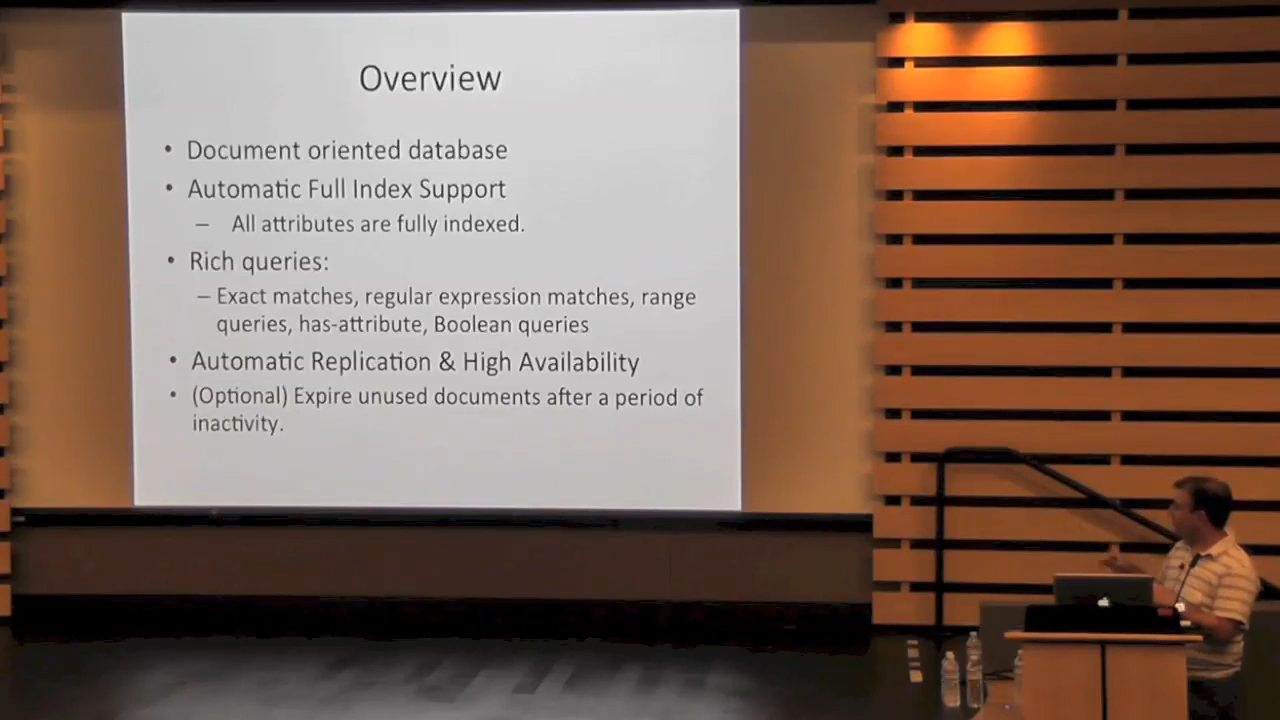 Overview
• Document oriented database
• Automatic Full Index Support
– All attributes are fully indexed.
• Rich queries:
– Exact matches, regular expression matches, range
queries, has-attribute, Boolean queries
• Automatic Replication & High Availability
• (Optional) Expire unused documents after a period of
inactivity.